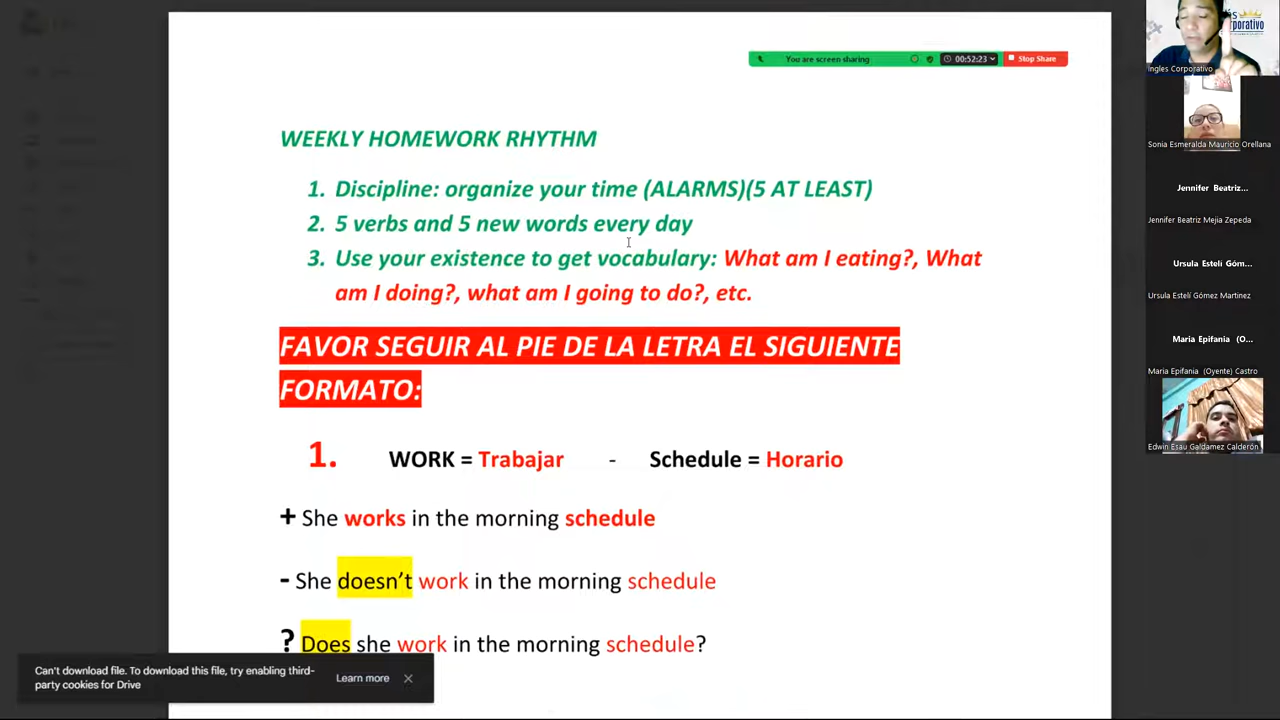 You are screen sharing
00:52:23
Stop Share
WEEKLY HOMEWORK RHYTHM
1. Discipline: organize your time (ALARMS)(5 AT LEAST)
2. 5 verbs and 5 new words every day
3. Use your existence to get vocabulary: What am I eating?, What
am I doing?, what am I going to do?, etc.
FAVOR SEGUIR AL PIE DE LA LETRA EL SIGUIENTE
FORMATO:
1. WORK = Trabajar - Schedule = Horario
+ She works in the morning schedule
- She doesn't work in the morning schedule
? Does she work in the morning schedule?
Can't download file. To download this file, try enabling third-
party cookies for Drive
Learn more
Ingles Corporativo
Sonia Esmeralda Mauricio Orellana
Jennifer Beatriz...
Jennifer Beatriz Mejia Zepeda
Ursula Estelí Góm...
Ursula Estelí Gómez Martinez
Maria Epifania (O...
Maria Epifania (Oyente) Castro
Edwin Esau Galdamez Calderón